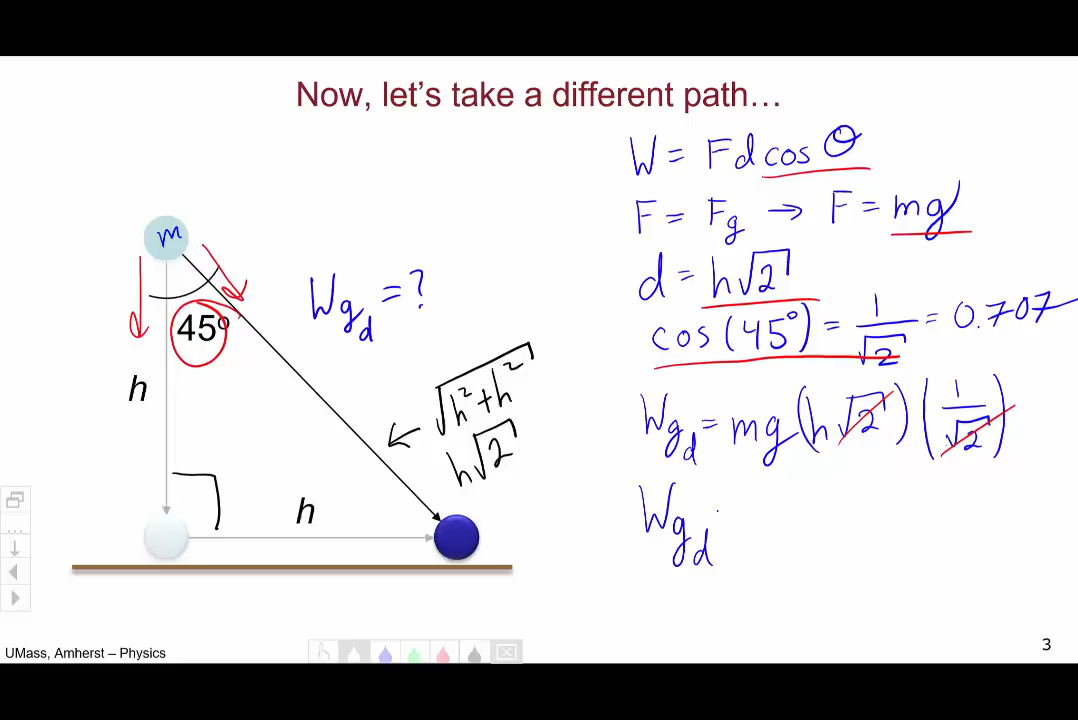 Now, let's take a different path…
W = Fd cos θ
F = Fg → F = mg
d = h√2
cos (45°) = 1/√2 = 0.707
m
45°
Wgd = ?
h
√h²+h²
h√2
Wgd = mg (h√2) (1/√2)
h
Wgd
UMass, Amherst – Physics
3